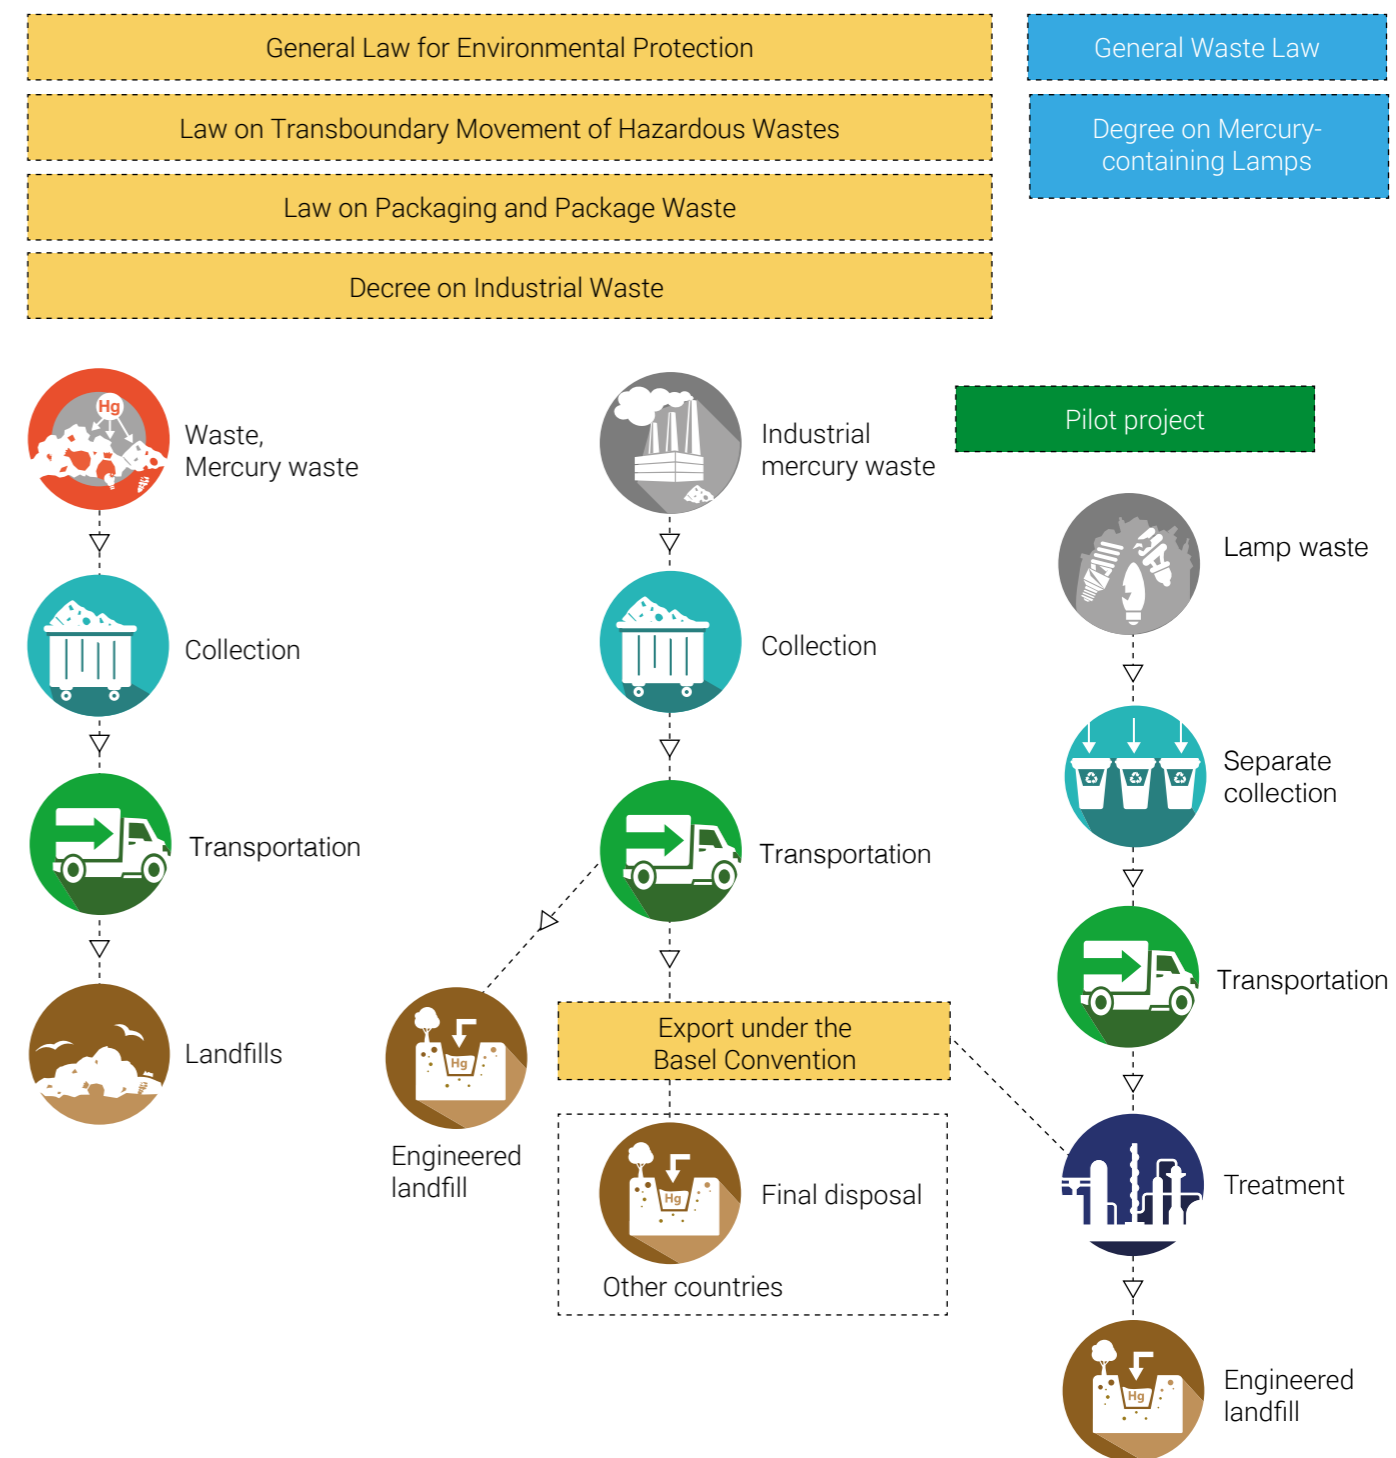 General Law for Environmental Protection
General Waste Law
Law on Transboundary Movement of Hazardous Wastes
Degree on Mercury-
containing Lamps
Law on Packaging and Package Waste
Decree on Industrial Waste
Hg
Waste,
Mercury waste
Collection
Transportation
Landfills
Industrial
mercury waste
Collection
Transportation
Hg
Engineered
landfill
Export under the
Basel Convention
Hg
Final disposal
Other countries
Pilot project
Lamp waste
Separate
collection
Transportation
Treatment
Hg
Engineered
landfill